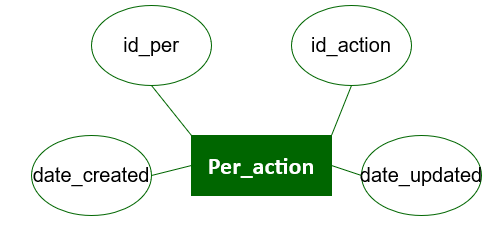 id_per
id_action
Per_action
date_created
date_updated